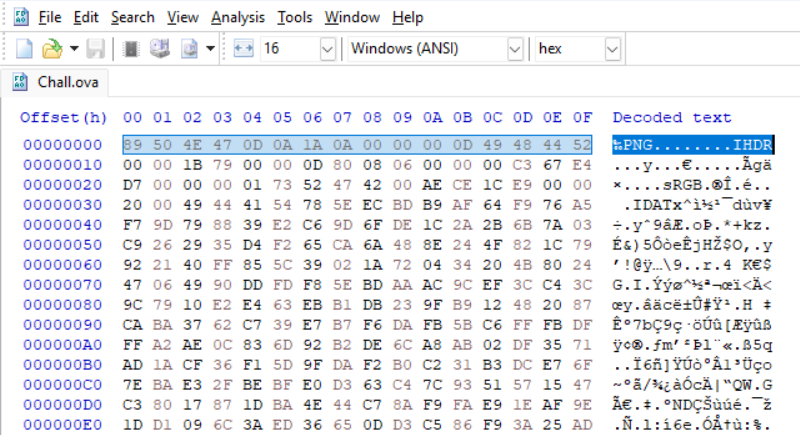 File Edit Search View Analysis Tools Window Help
16 Windows (ANSI) hex
Chall.ova
Offset(h) 00 01 02 03 04 05 06 07 08 09 0A 0B 0C 0D 0E 0F Decoded text
00000000 89 50 4E 47 0D 0A 1A 0A 00 00 00 0D 49 48 44 52 ‰PNG........IHDR
00000010 00 00 1B 79 00 00 0D 80 08 06 00 00 00 C3 67 E4 ...y...€.....Ãgä
00000020 D7 00 00 00 01 73 52 47 42 00 AE CE 1C E9 00 00 ×....sRGB.®Î.é..
00000030 20 00 49 44 41 54 78 5E EC BD B9 AF 64 F9 76 A5  .IDATx^ì½¹¯dùv¥
00000040 F7 9D 79 88 39 E2 C6 9D 6F DE 1C 2A 2B 6B 7A 03 ÷.yˆ9âÆ.oÞ.*+kz.
00000050 C9 26 29 35 D4 F2 65 CA 6A 48 8E 24 4F 82 1C 79 É&)5ÔòeÊjHŽ$O‚.y
00000060 92 21 40 FF 85 5C 39 02 1A 72 04 34 20 4B 80 24 ’!@ÿ…\9..r.4 K€$
00000070 47 06 49 90 DD FD F8 5E BD AA AC 9C EF 3C C4 3C G.I.Ýýø^½ª¬œï<Ä<
00000080 9C 79 10 E2 E4 63 EB B1 DB 23 9F B9 12 48 20 87 œy.âäcë±Û#Ÿ¹.H ‡
00000090 CA BA 37 62 C7 39 E7 B7 F6 DA FB 5B C6 FF FB DF Êº7bÇ9ç·öÚû[Æÿûß
000000A0 FF A2 AE 0C 83 6D 92 B2 DE 6C A8 AB 02 DF 35 71 ÿ¢®.ƒm’²Þl¨«.ß5q
000000B0 AD 1A CF 36 F1 5D 9F DA F2 B0 C2 31 B3 DC E7 6F ..Ï6ñ]ŸÚò°Â1³Üço
000000C0 7E BA E3 2F BE BF E0 D3 63 C4 7C 93 51 57 15 47 ~ºã/¾¿àÓcÄ|“QW.G
000000D0 C3 80 17 87 1D BA 4E 44 C7 8A F9 FA E9 1E AF 9E Ã€.‡.ºNDÇŠùúé.¯ž
000000E0 1D D1 09 6C 3A ED 36 65 0D D3 C5 86 F9 3A 25 AD .Ñ.l:í6e.ÓÅ†ù:%.